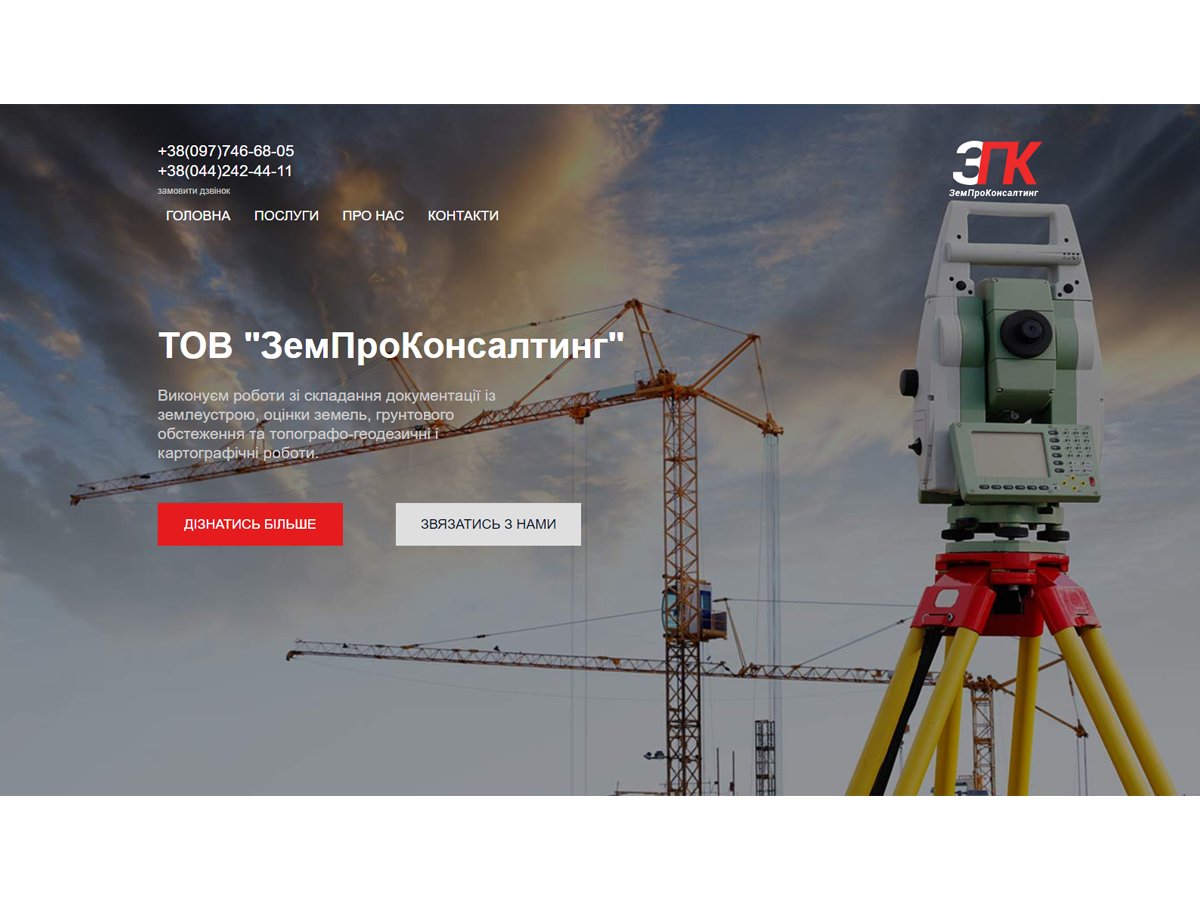 +38(097)746-68-05
+38(044)242-44-11
замовити дзвінок
ГОЛОВНА ПОСЛУГИ ПРО НАС КОНТАКТИ
ЗПК
ЗемПроКонсалтинг
ТОВ "ЗемПроКонсалтинг"
Виконуєм роботи зі складання документації із
землеустрою, оцінки земель, грунтового
обстеження та топографо-геодезичні і
картографічні роботи.
ДІЗНАТИСЬ БІЛЬШЕ
ЗВЯЗАТИСЬ З НАМИ